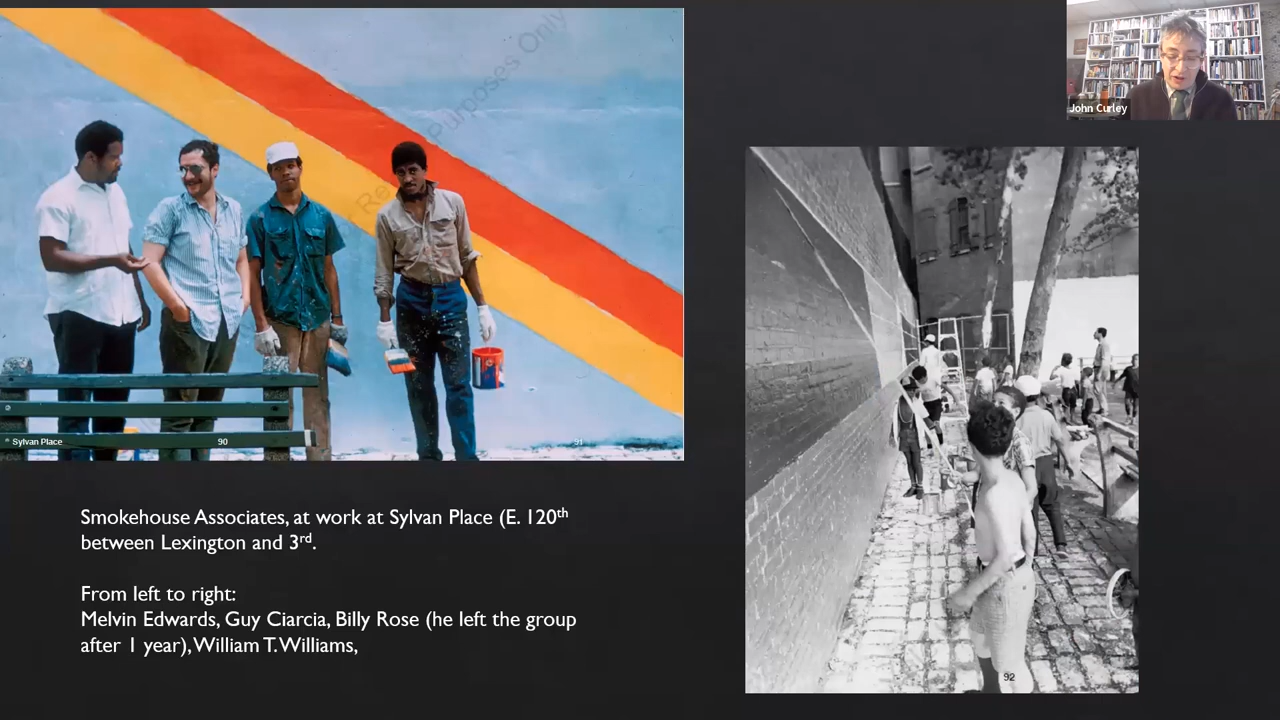 Purposes Only
John Curley
Sylvan Place
90
91
92
Smokehouse Associates, at work at Sylvan Place (E. 120th
between Lexington and 3rd.
From left to right:
Melvin Edwards, Guy Ciarcia, Billy Rose (he left the group
after 1 year),William T. Williams,